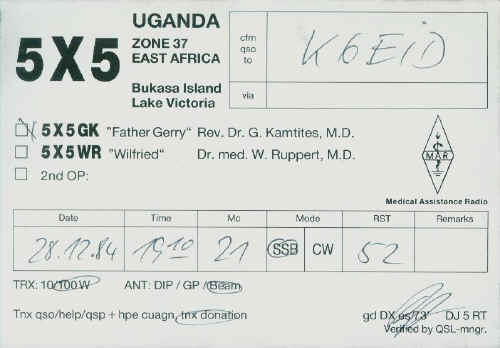 5X5
UGANDA
ZONE 37
EAST AFRICA
Bukasa Island
Lake Victoria
cfm
qso
to
K6EID
via
5X5GK "Father Gerry" Rev. Dr. G. Kamtites, M.D.
5X5WR "Wilfried" Dr. med. W. Ruppert, M.D.
2nd OP:
M.A.R.
Medical Assistance Radio
Date Time Mc Mode RST Remarks
28.12.84 1910 21 SSB CW 52
TRX: 10/100 W ANT: DIP / GP / Beam
Tnx qso/help/qsp + hpe cuagn, tnx donation
gd DX es 73' DJ 5 RT
Verified by QSL-mngr.